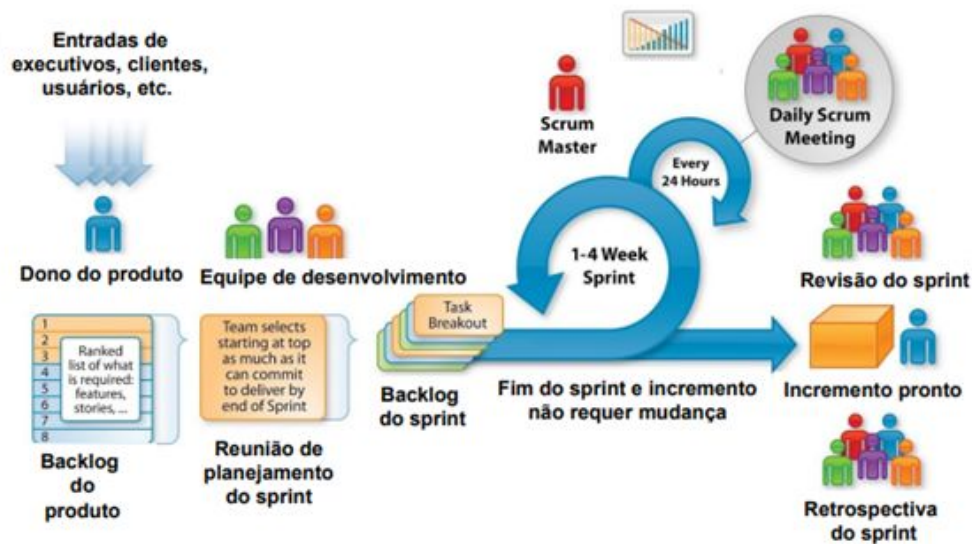 Entradas de
executivos, clientes,
usuários, etc.
Dono do produto
1
2
3
4
5
6
7
8
Ranked
list of what
is required:
features,
stories, ...
Backlog
do
produto
Equipe de desenvolvimento
Team selects
starting at top
as much as it
can commit
to deliver by
end of Sprint
Reunião de
planejamento
do sprint
Task
Breakout
Backlog
do sprint
Scrum
Master
Every
24 Hours
Daily Scrum
Meeting
1-4 Week
Sprint
Fim do sprint e incremento
não requer mudança
Revisão do sprint
Incremento pronto
Retrospectiva
do sprint